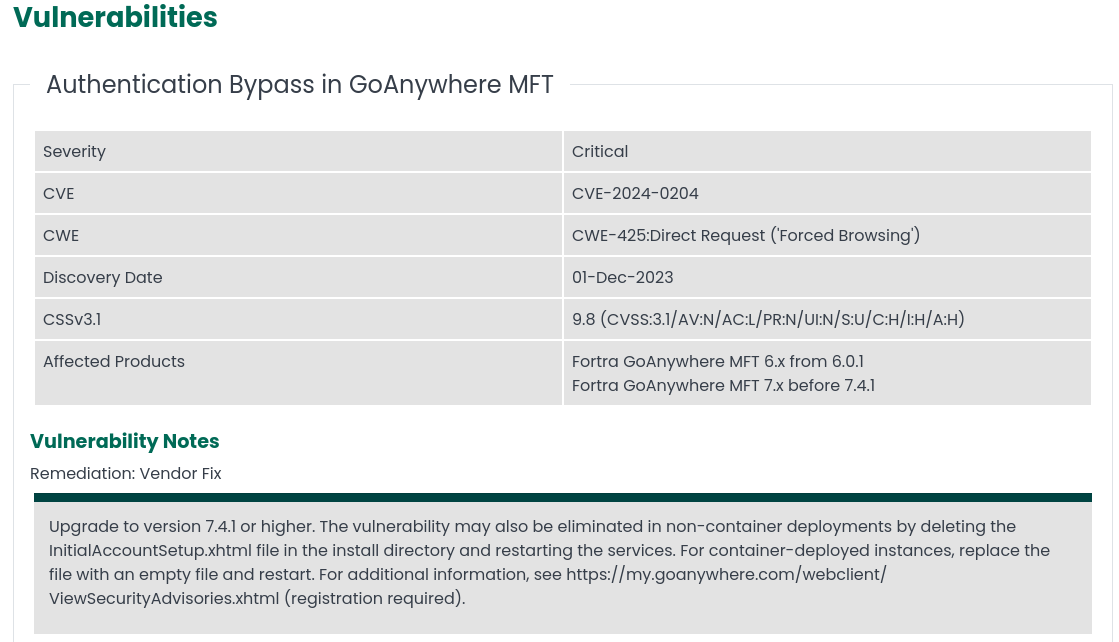 Vulnerabilities
Authentication Bypass in GoAnywhere MFT
Severity Critical
CVE CVE-2024-0204
CWE CWE-425:Direct Request ('Forced Browsing')
Discovery Date 01-Dec-2023
CSSv3.1 9.8 (CVSS:3.1/AV:N/AC:L/PR:N/UI:N/S:U/C:H/I:H/A:H)
Affected Products Fortra GoAnywhere MFT 6.x from 6.0.1
Fortra GoAnywhere MFT 7.x before 7.4.1
Vulnerability Notes
Remediation: Vendor Fix
Upgrade to version 7.4.1 or higher. The vulnerability may also be eliminated in non-container deployments by deleting the
InitialAccountSetup.xhtml file in the install directory and restarting the services. For container-deployed instances, replace the
file with an empty file and restart. For additional information, see https://my.goanywhere.com/webclient/
ViewSecurityAdvisories.xhtml (registration required).